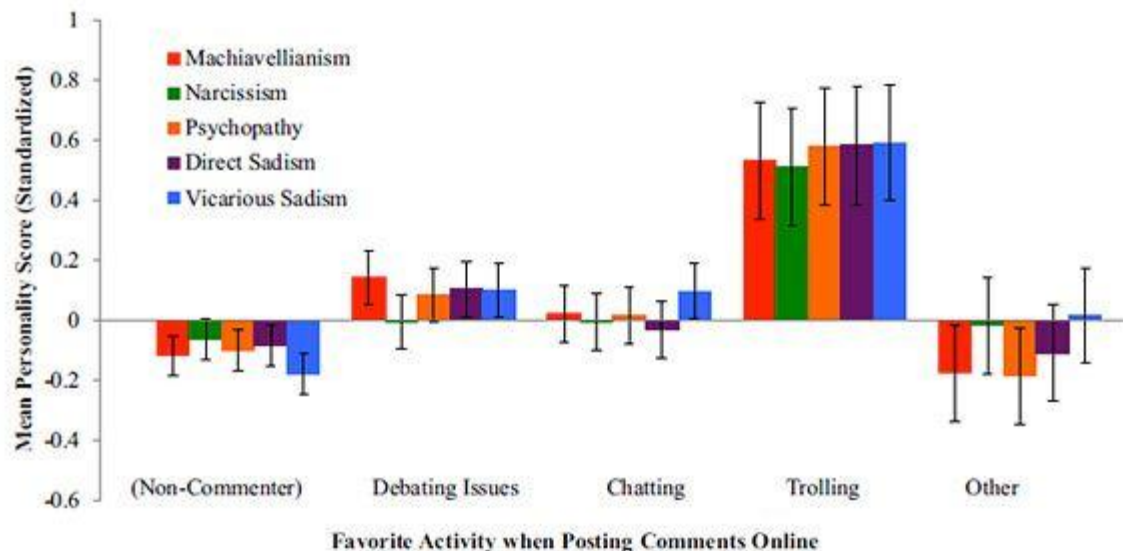 1
0.8
0.6
0.4
0.2
0
-0.2
-0.4
-0.6
Mean Personality Score (Standardized)
Machiavellianism
Narcissism
Psychopathy
Direct Sadism
Vicarious Sadism
(Non-Commenter) Debating Issues Chatting Trolling Other
Favorite Activity when Posting Comments Online